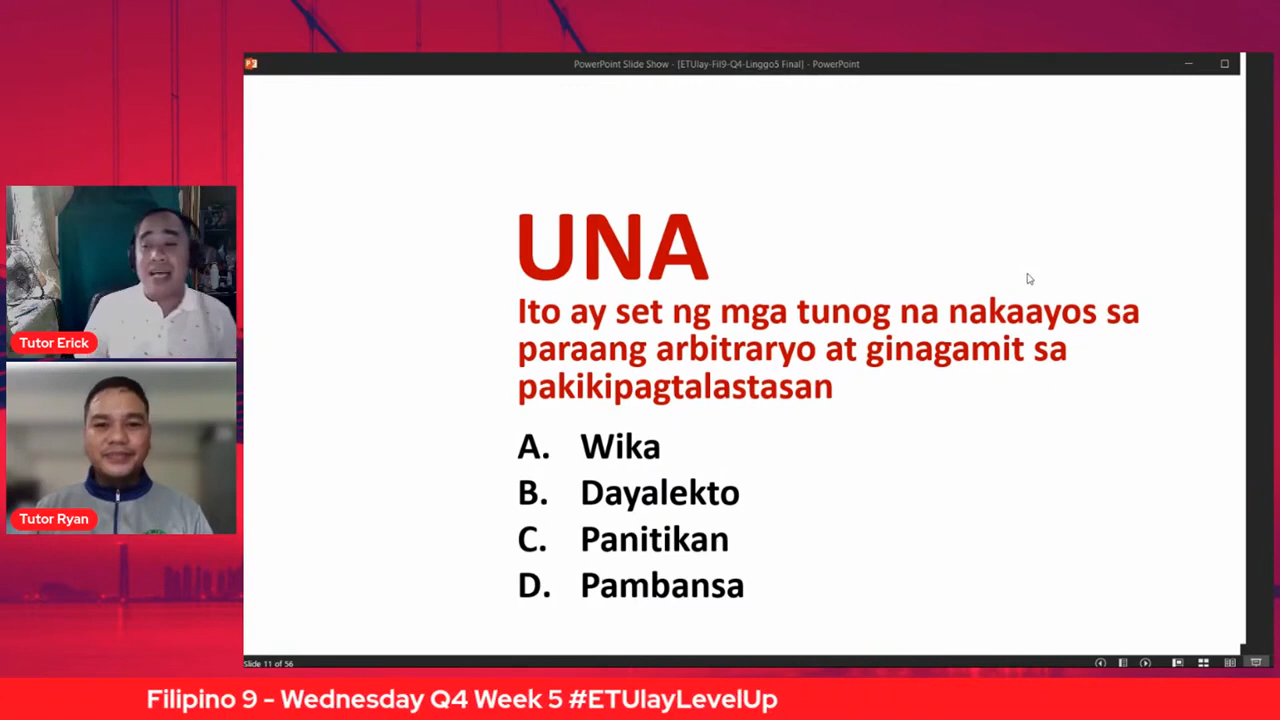 PowerPoint Slide Show - [ETUlay-Fil9-Q4-Linggo5 Final] - PowerPoint
UNA
Ito ay set ng mga tunog na nakaayos sa
paraang arbitraryo at ginagamit sa
pakikipagtalastasan
A. Wika
B. Dayalekto
C. Panitikan
D. Pambansa
Slide 11 of 56
Tutor Erick
Tutor Ryan
Filipino 9 - Wednesday Q4 Week 5 #ETUlayLevelUp